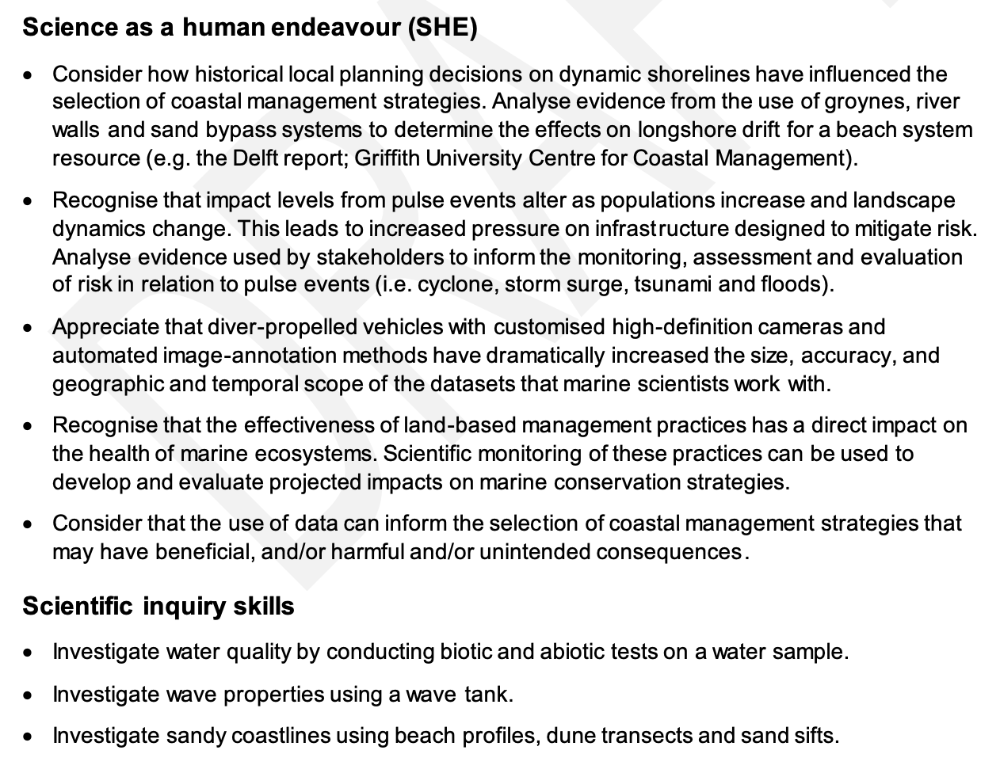 Science as a human endeavour (SHE)
• Consider how historical local planning decisions on dynamic shorelines have influenced the
selection of coastal management strategies. Analyse evidence from the use of groynes, river
walls and sand bypass systems to determine the effects on longshore drift for a beach system
resource (e.g. the Delft report; Griffith University Centre for Coastal Management).
• Recognise that impact levels from pulse events alter as populations increase and landscape
dynamics change. This leads to increased pressure on infrastructure designed to mitigate risk.
Analyse evidence used by stakeholders to inform the monitoring, assessment and evaluation
of risk in relation to pulse events (i.e. cyclone, storm surge, tsunami and floods).
• Appreciate that diver-propelled vehicles with customised high-definition cameras and
automated image-annotation methods have dramatically increased the size, accuracy, and
geographic and temporal scope of the datasets that marine scientists work with.
• Recognise that the effectiveness of land-based management practices has a direct impact on
the health of marine ecosystems. Scientific monitoring of these practices can be used to
develop and evaluate projected impacts on marine conservation strategies.
• Consider that the use of data can inform the selection of coastal management strategies that
may have beneficial, and/or harmful and/or unintended consequences.
Scientific inquiry skills
• Investigate water quality by conducting biotic and abiotic tests on a water sample.
• Investigate wave properties using a wave tank.
• Investigate sandy coastlines using beach profiles, dune transects and sand sifts.